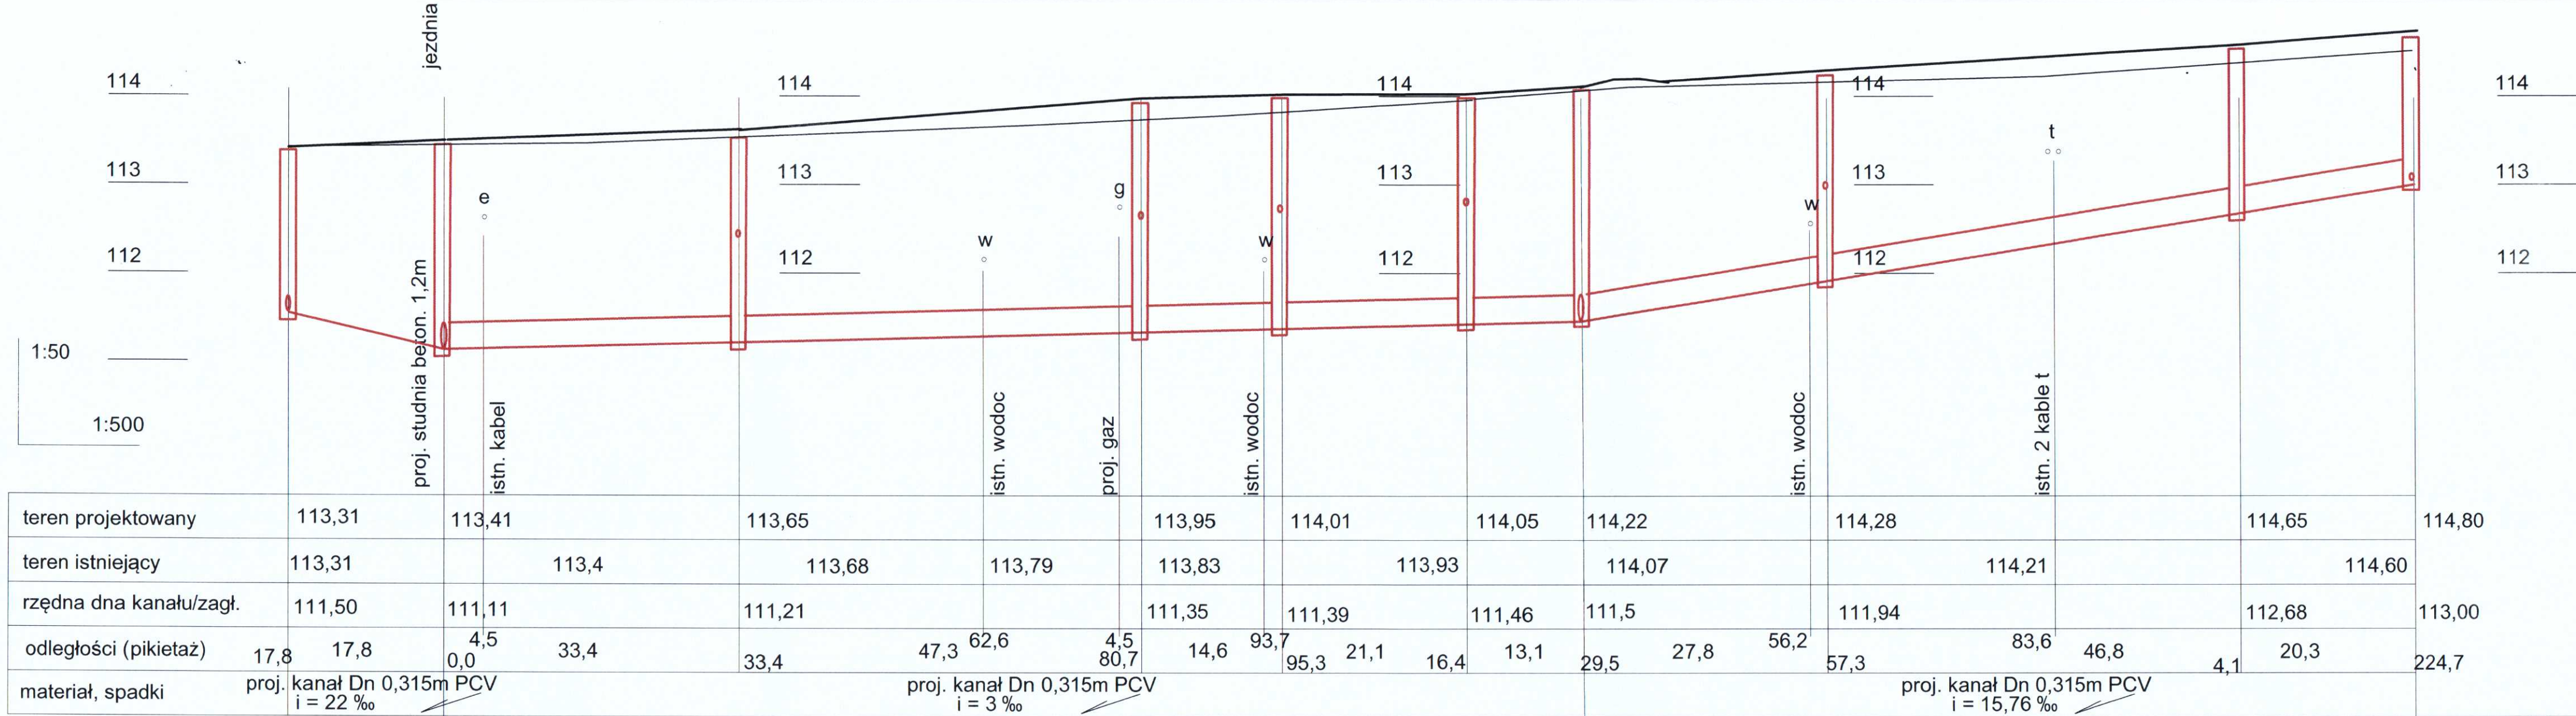 jezdnia
114
114
114
114
114
113
113
113
113
113
112
112
112
112
112
e
w
g
w
w
t
1:50
1:500
proj. studnia beton. 1,2m
istn. kabel
istn. wodoc
proj. gaz
istn. wodoc
istn. wodoc
istn. 2 kable t
teren projektowany 113,31 113,41 113,65 113,95 114,01 114,05 114,22 114,28 114,65 114,80
teren istniejący 113,31 113,4 113,68 113,79 113,83 113,93 114,07 114,21 114,60
rzędna dna kanału/zagł. 111,50 111,11 111,21 111,35 111,39 111,46 111,5 111,94 112,68 113,00
odległości (pikietaż) 17,8 17,8 4,5 0,0 33,4 33,4 47,3 62,6 4,5 80,7 14,6 93,7 95,3 21,1 16,4 13,1 29,5 27,8 56,2 57,3 83,6 46,8 4,1 20,3 224,7
materiał, spadki
proj. kanał Dn 0,315m PCV
i = 22 ‰
proj. kanał Dn 0,315m PCV
i = 3 ‰
proj. kanał Dn 0,315m PCV
i = 15,76 ‰